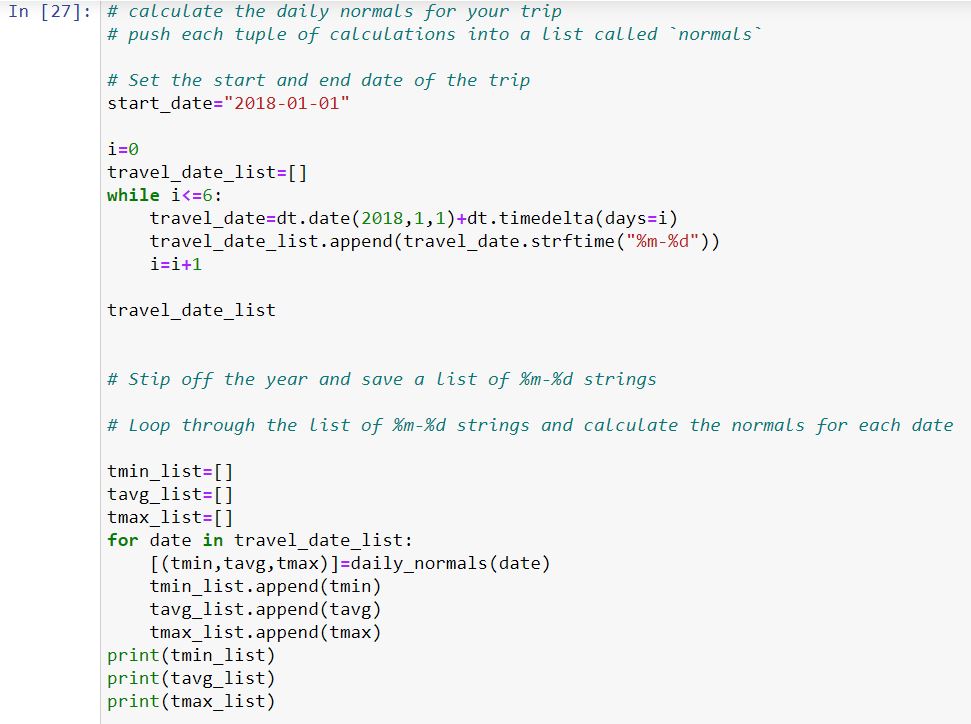 In [27]: # calculate the daily normals for your trip
# push each tuple of calculations into a list called `normals`
# Set the start and end date of the trip
start_date="2018-01-01"
i=0
travel_date_list=[]
while i<=6:
    travel_date=dt.date(2018,1,1)+dt.timedelta(days=i)
    travel_date_list.append(travel_date.strftime("%m-%d"))
    i=i+1
travel_date_list
# Stip off the year and save a list of %m-%d strings
# Loop through the list of %m-%d strings and calculate the normals for each date
tmin_list=[]
tavg_list=[]
tmax_list=[]
for date in travel_date_list:
    [(tmin,tavg,tmax)]=daily_normals(date)
    tmin_list.append(tmin)
    tavg_list.append(tavg)
    tmax_list.append(tmax)
print(tmin_list)
print(tavg_list)
print(tmax_list)